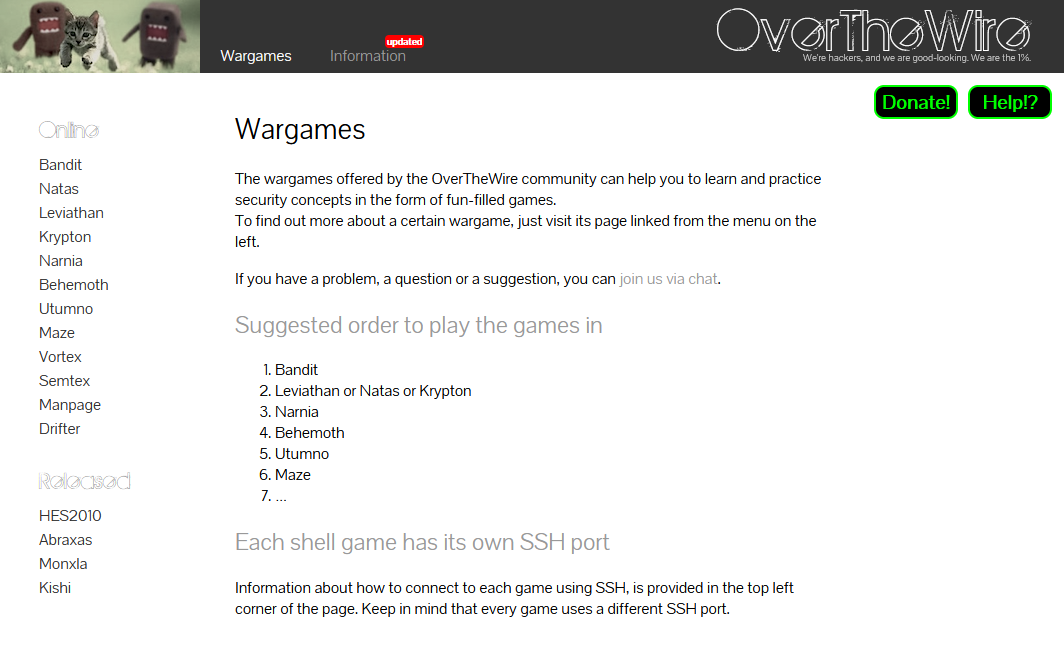 Wargames
Information
updated
OverTheWire
We're hackers, and we are good-looking. We are the 1%.
Donate!
Help!?
Online
Bandit
Natas
Leviathan
Krypton
Narnia
Behemoth
Utumno
Maze
Vortex
Semtex
Manpage
Drifter
Released
HES2010
Abraxas
Monxla
Kishi
Wargames
The wargames offered by the OverTheWire community can help you to learn and practice
security concepts in the form of fun-filled games.
To find out more about a certain wargame, just visit its page linked from the menu on the
left.
If you have a problem, a question or a suggestion, you can join us via chat.
Suggested order to play the games in
1. Bandit
2. Leviathan or Natas or Krypton
3. Narnia
4. Behemoth
5. Utumno
6. Maze
7. ...
Each shell game has its own SSH port
Information about how to connect to each game using SSH, is provided in the top left
corner of the page. Keep in mind that every game uses a different SSH port.